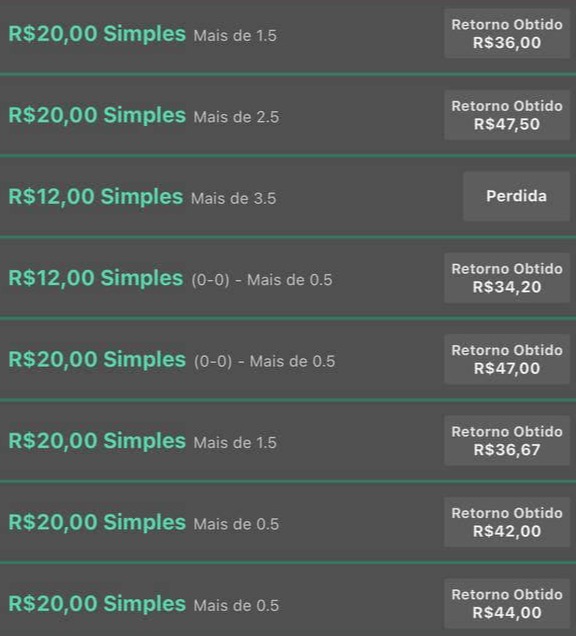 R$20,00 Simples Mais de 1.5
Retorno Obtido
R$36,00
R$20,00 Simples Mais de 2.5
Retorno Obtido
R$47,50
R$12,00 Simples Mais de 3.5
Perdida
R$12,00 Simples (0-0) - Mais de 0.5
Retorno Obtido
R$34,20
R$20,00 Simples (0-0) - Mais de 0.5
Retorno Obtido
R$47,00
R$20,00 Simples Mais de 1.5
Retorno Obtido
R$36,67
R$20,00 Simples Mais de 0.5
Retorno Obtido
R$42,00
R$20,00 Simples Mais de 0.5
Retorno Obtido
R$44,00